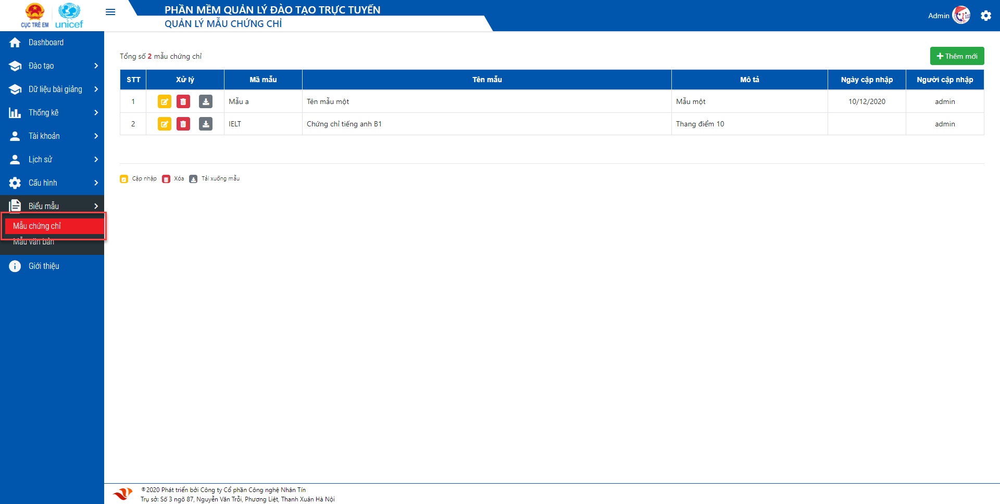 CỤC TRẺ EM
unicef
PHẦN MỀM QUẢN LÝ ĐÀO TẠO TRỰC TUYẾN
QUẢN LÝ MẪU CHỨNG CHỈ
Admin
Dashboard
Đào tạo
Dữ liệu bài giảng
Thống kê
Tài khoản
Lịch sử
Cấu hình
Biểu mẫu
Mẫu chứng chỉ
Mẫu văn bản
Giới thiệu
Tổng số 2 mẫu chứng chỉ
Thêm mới
STT Xử lý Mã mẫu Tên mẫu Mô tả Ngày cập nhập Người cập nhập
1 Mẫu a Tên mẫu một Mẫu một 10/12/2020 admin
2 IELT Chứng chỉ tiếng anh B1 Thang điểm 10 admin
Cập nhập Xóa Tải xuống mẫu
®2020 Phát triển bởi Công ty Cổ phần Công nghệ Nhân Tín
Trụ sở: Số 3 ngõ 87, Nguyễn Văn Trỗi, Phương Liệt, Thanh Xuân Hà Nội